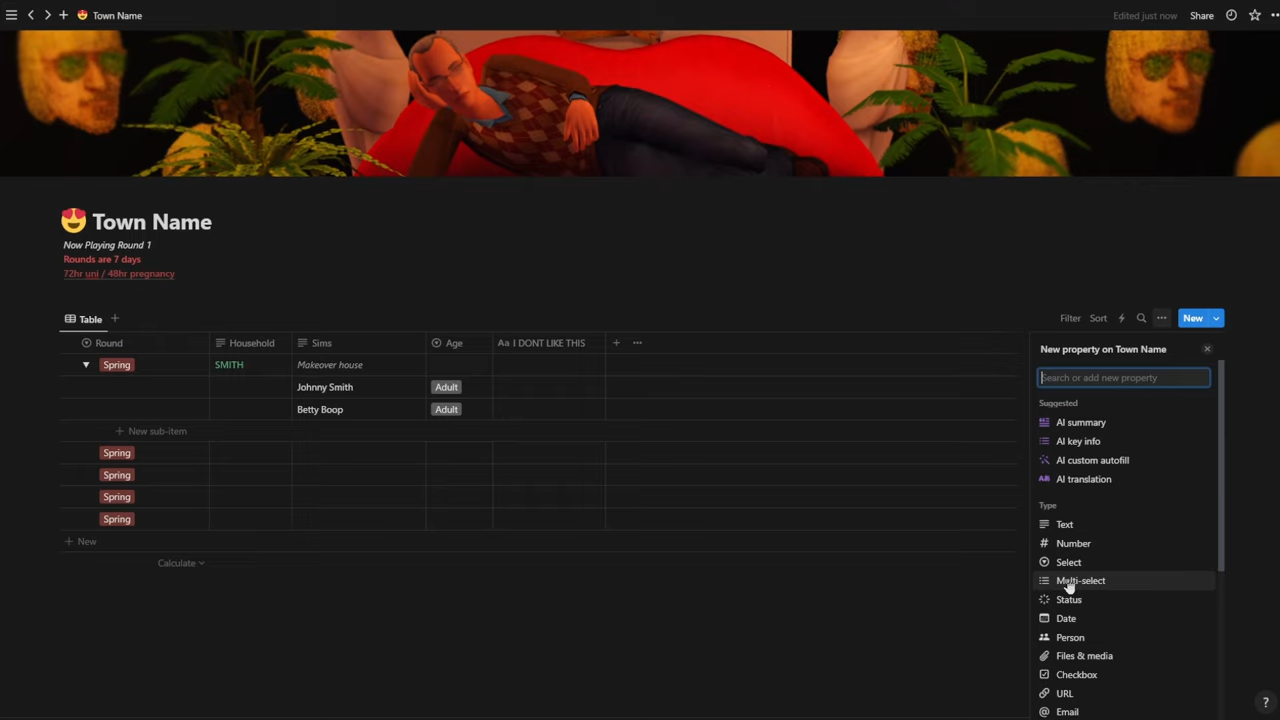 Town Name
Edited just now
Share
Town Name
Now Playing Round 1
Rounds are 7 days
72hr uni / 48hr pregnancy
Table
Filter
Sort
New
Round
Household
Sims
Age
Aa I DONT LIKE THIS
Spring
SMITH
Makeover house
Johnny Smith
Adult
Betty Boop
Adult
+ New sub-item
Spring
Spring
Spring
Spring
+ New
Calculate
New property on Town Name
Search or add new property
Suggested
AI summary
AI key info
AI custom autofill
AI translation
Type
Text
# Number
Select
Multi-select
Status
Date
Person
Files & media
Checkbox
URL
@ Email
?